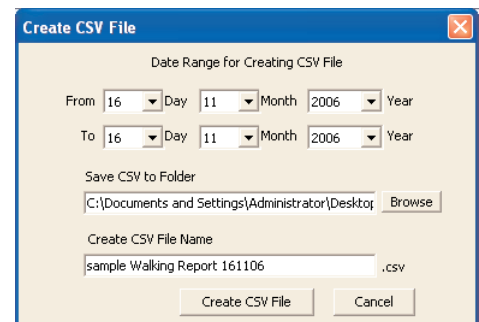 Create CSV File
Date Range for Creating CSV File
From 16 Day 11 Month 2006 Year
To 16 Day 11 Month 2006 Year
Save CSV to Folder
C:\Documents and Settings\Administrator\Desktop Browse
Create CSV File Name
sample Walking Report 161106 .csv
Create CSV File Cancel